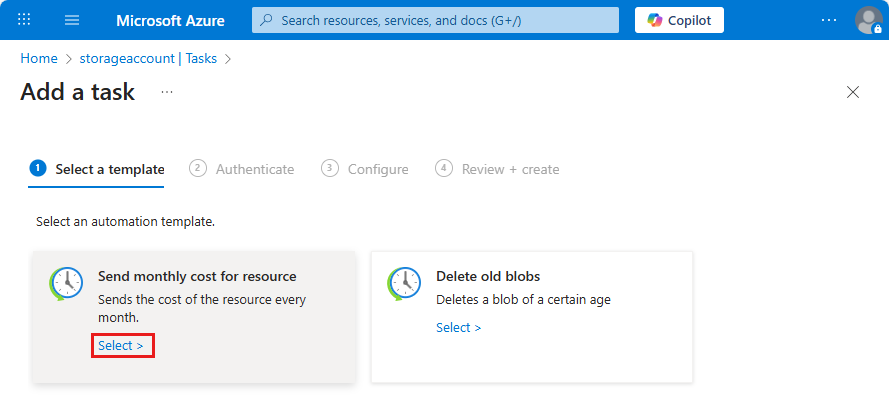 Microsoft Azure
Search resources, services, and docs (G+/)
Copilot
Home > storageaccount | Tasks >
Add a task ...
1 Select a template
2 Authenticate
3 Configure
4 Review + create
Select an automation template.
Send monthly cost for resource
Sends the cost of the resource every
month.
Select >
Delete old blobs
Deletes a blob of a certain age
Select >